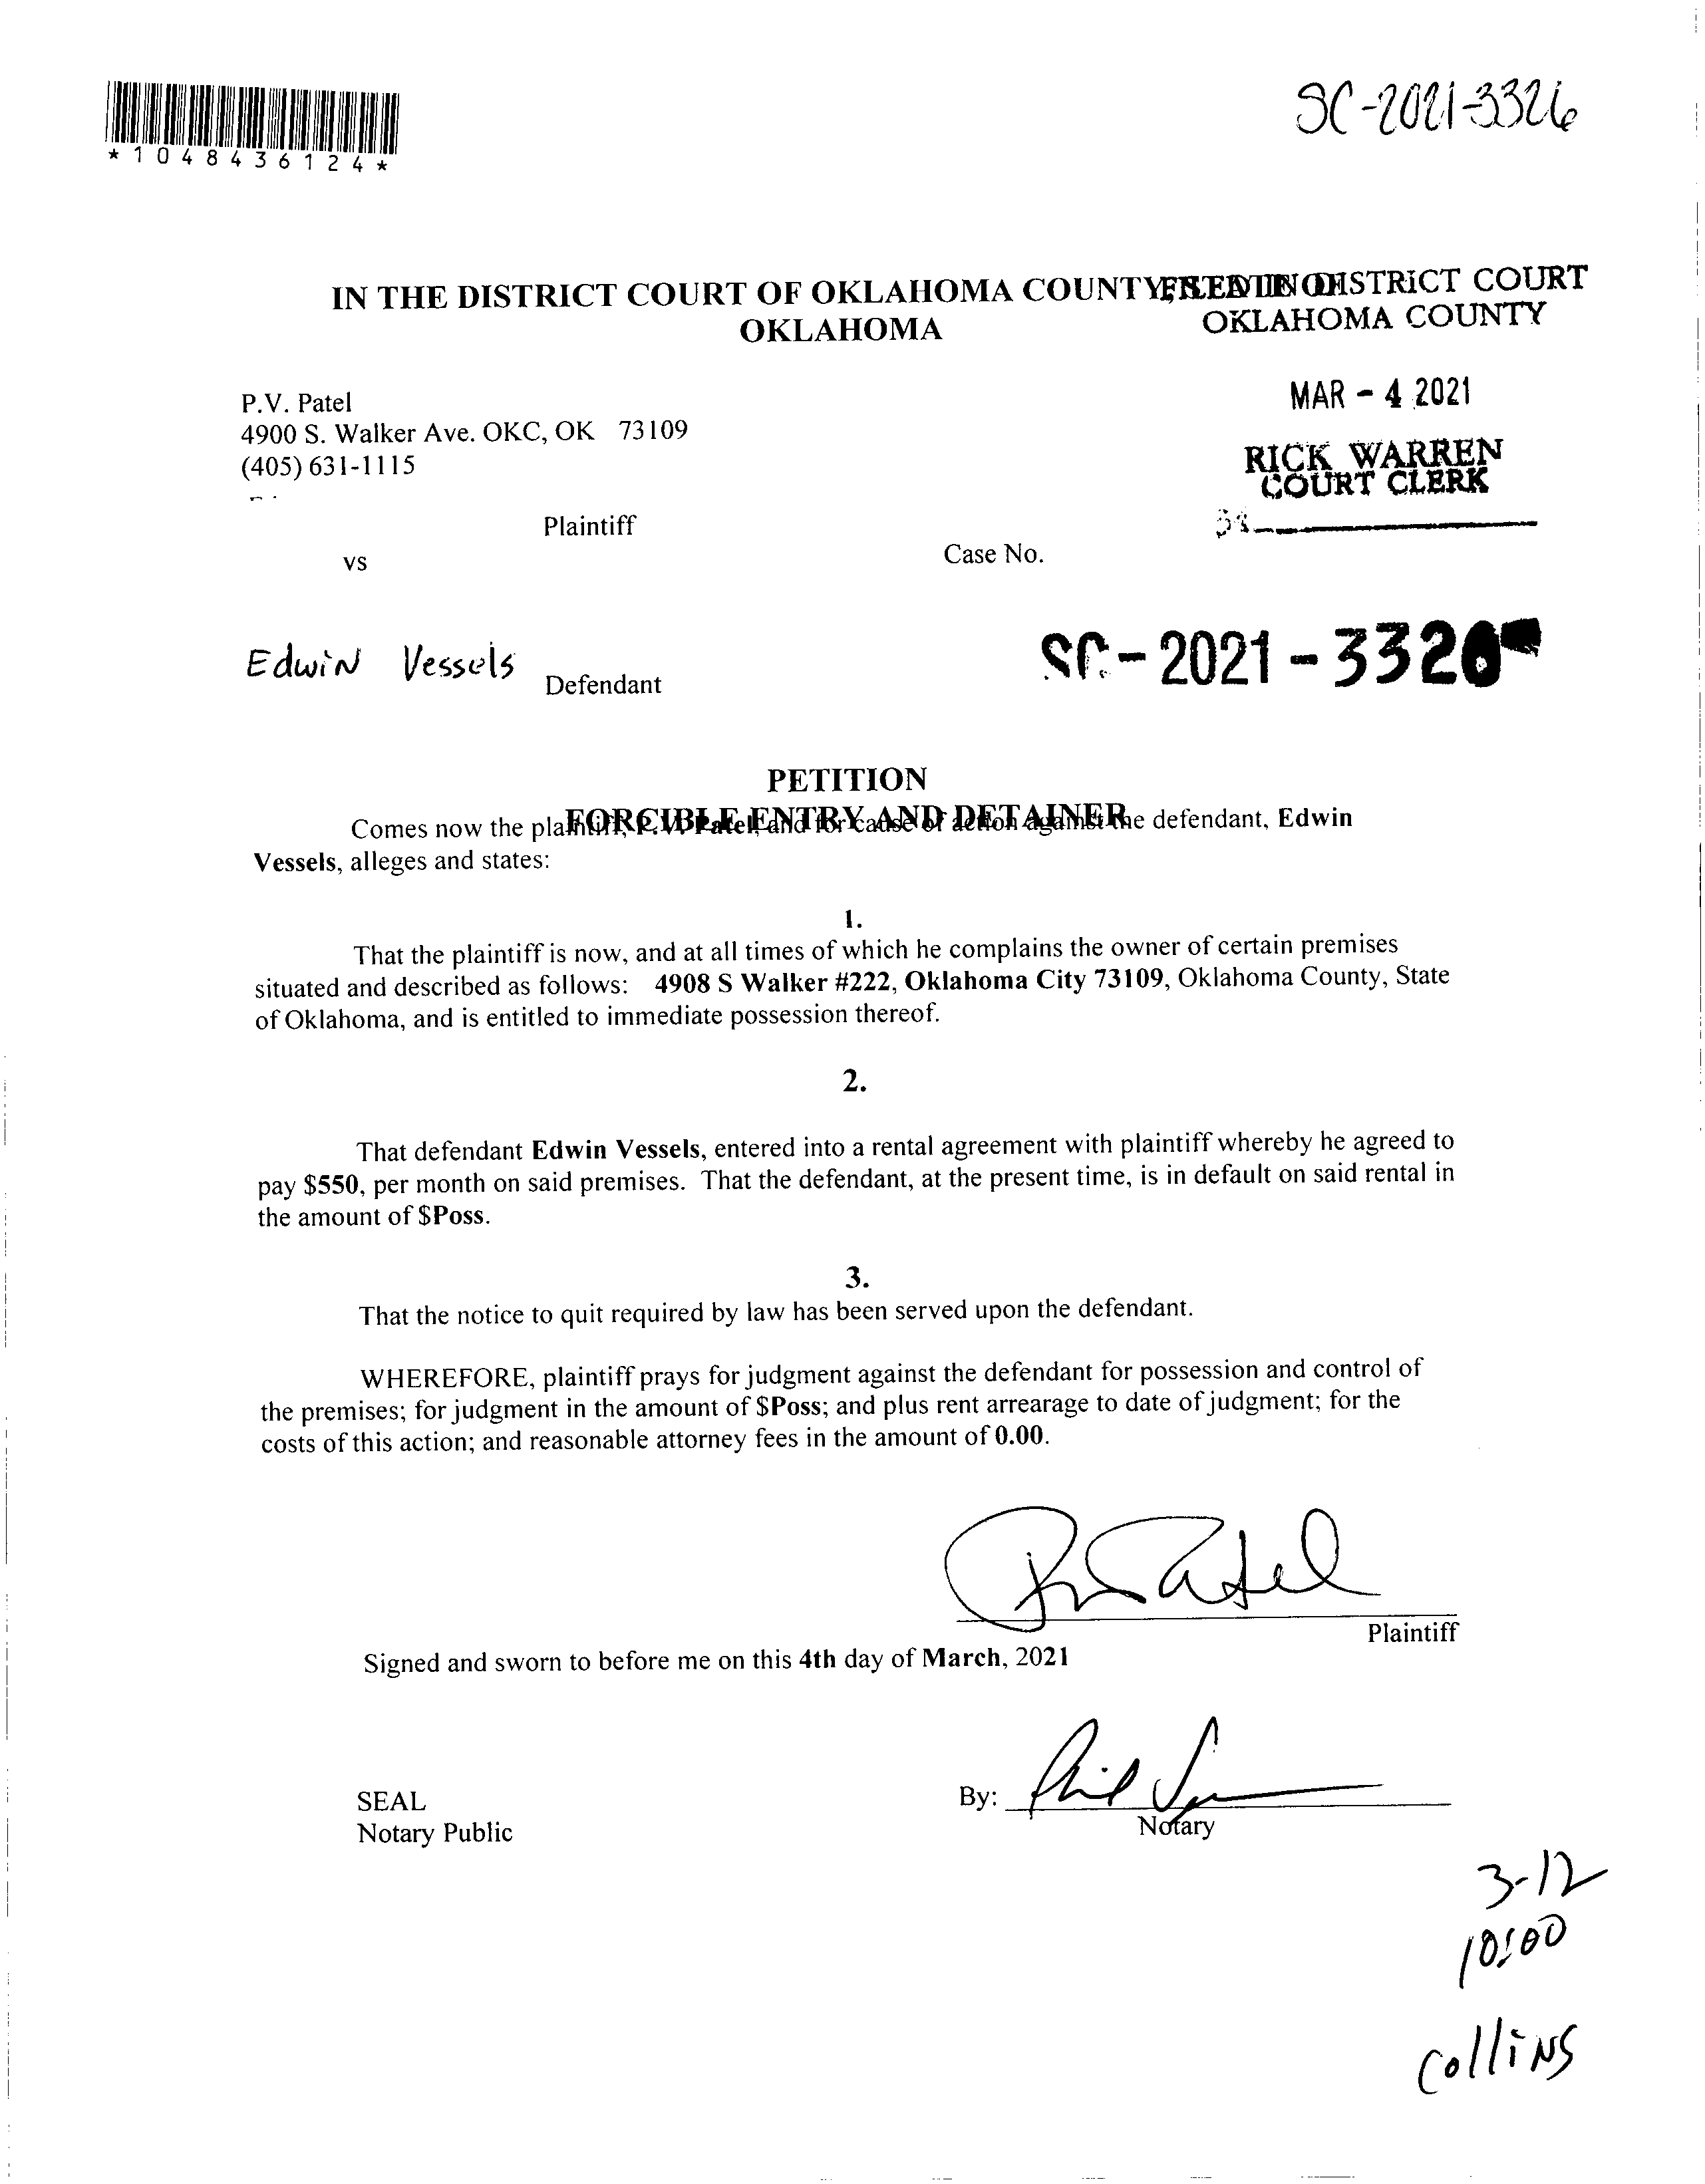 SC-2021-3326
*1048436124*
IN THE DISTRICT COURT OF OKLAHOMA COUNTY, STATE OF
OKLAHOMA
FILED IN DISTRICT COURT
OKLAHOMA COUNTY
MAR - 4 2021
RICK WARREN
COURT CLERK
P.V. Patel
4900 S. Walker Ave. OKC, OK 73109
(405) 631-1115
Plaintiff
vs
Case No.
SC-2021-3326
Edwin Vessels
Defendant
PETITION
FORCIBLE ENTRY AND DETAINER
Comes now the plaintiff, P.V. Patel, and for cause of action against the defendant, Edwin
Vessels, alleges and states:
1.
That the plaintiff is now, and at all times of which he complains the owner of certain premises
situated and described as follows: 4908 S Walker #222, Oklahoma City 73109, Oklahoma County, State
of Oklahoma, and is entitled to immediate possession thereof.
2.
That defendant Edwin Vessels, entered into a rental agreement with plaintiff whereby he agreed to
pay $550, per month on said premises. That the defendant, at the present time, is in default on said rental in
the amount of $Poss.
3.
That the notice to quit required by law has been served upon the defendant.
WHEREFORE, plaintiff prays for judgment against the defendant for possession and control of
the premises; for judgment in the amount of $Poss; and plus rent arrearage to date of judgment; for the
costs of this action; and reasonable attorney fees in the amount of 0.00.
Plaintiff
Signed and sworn to before me on this 4th day of March, 2021
SEAL
Notary Public
By:
Notary
3-12
10:00
Collins